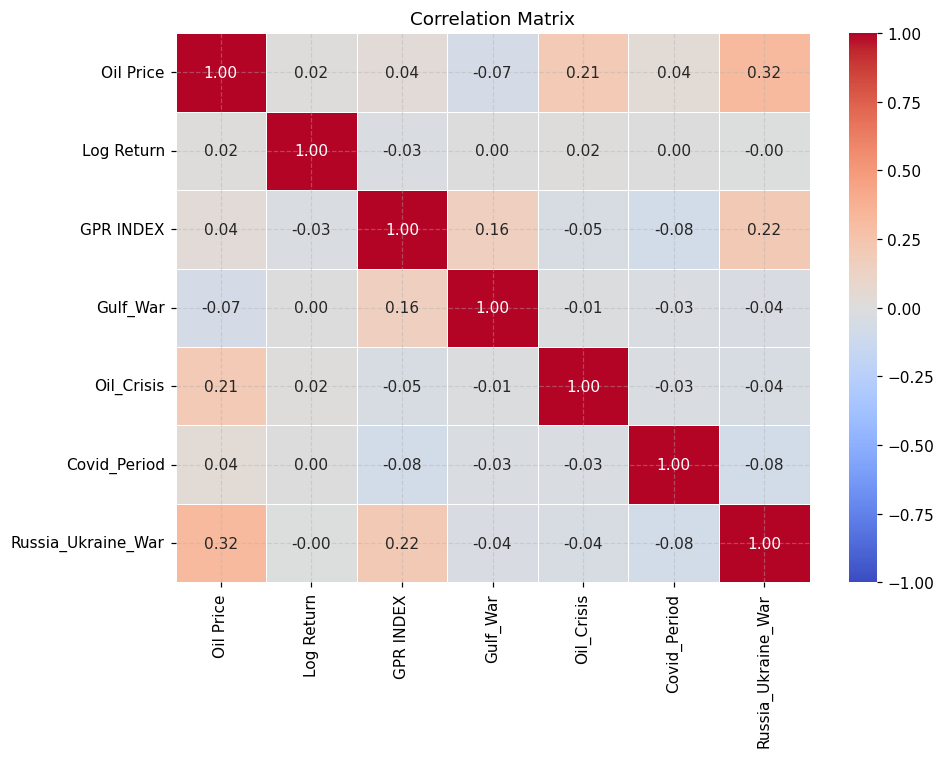 Correlation Matrix
Oil Price 1.00 0.02 0.04 -0.07 0.21 0.04 0.32
Log Return 0.02 1.00 -0.03 0.00 0.02 0.00 -0.00
GPR INDEX 0.04 -0.03 1.00 0.16 -0.05 -0.08 0.22
Gulf_War -0.07 0.00 0.16 1.00 -0.01 -0.03 -0.04
Oil_Crisis 0.21 0.02 -0.05 -0.01 1.00 -0.03 -0.04
Covid_Period 0.04 0.00 -0.08 -0.03 -0.03 1.00 -0.08
Russia_Ukraine_War 0.32 -0.00 0.22 -0.04 -0.04 -0.08 1.00
Oil Price
Log Return
GPR INDEX
Gulf_War
Oil_Crisis
Covid_Period
Russia_Ukraine_War
1.00
0.75
0.50
0.25
0.00
−0.25
−0.50
−0.75
−1.00